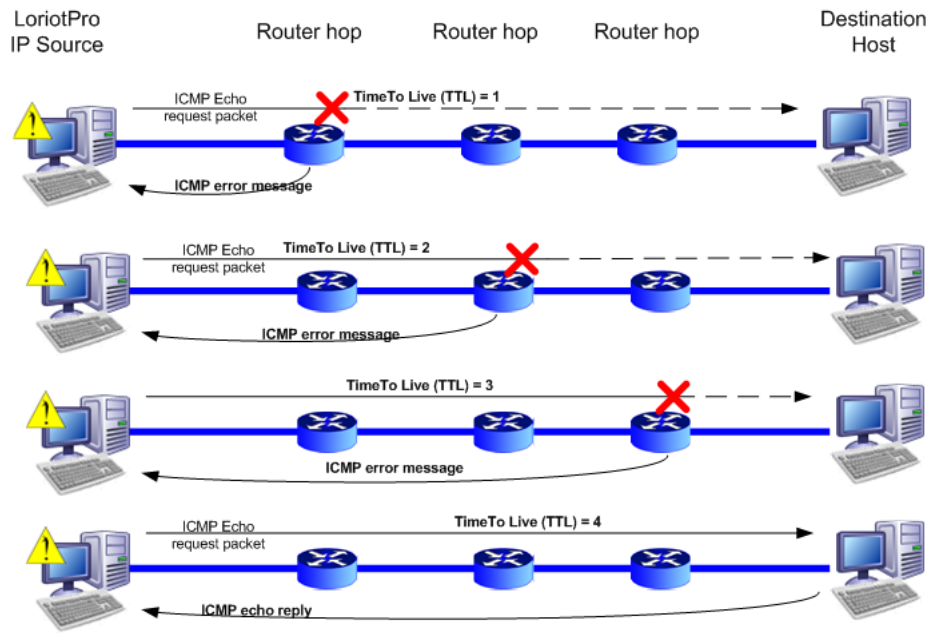 LoriotPro
IP Source
Router hop
Router hop
Router hop
Destination
Host
ICMP Echo
request packet
TimeTo Live (TTL) = 1
ICMP error message
ICMP Echo
request packet
TimeTo Live (TTL) = 2
ICMP error message
TimeTo Live (TTL) = 3
ICMP error message
ICMP Echo
request packet
TimeTo Live (TTL) = 4
ICMP echo reply